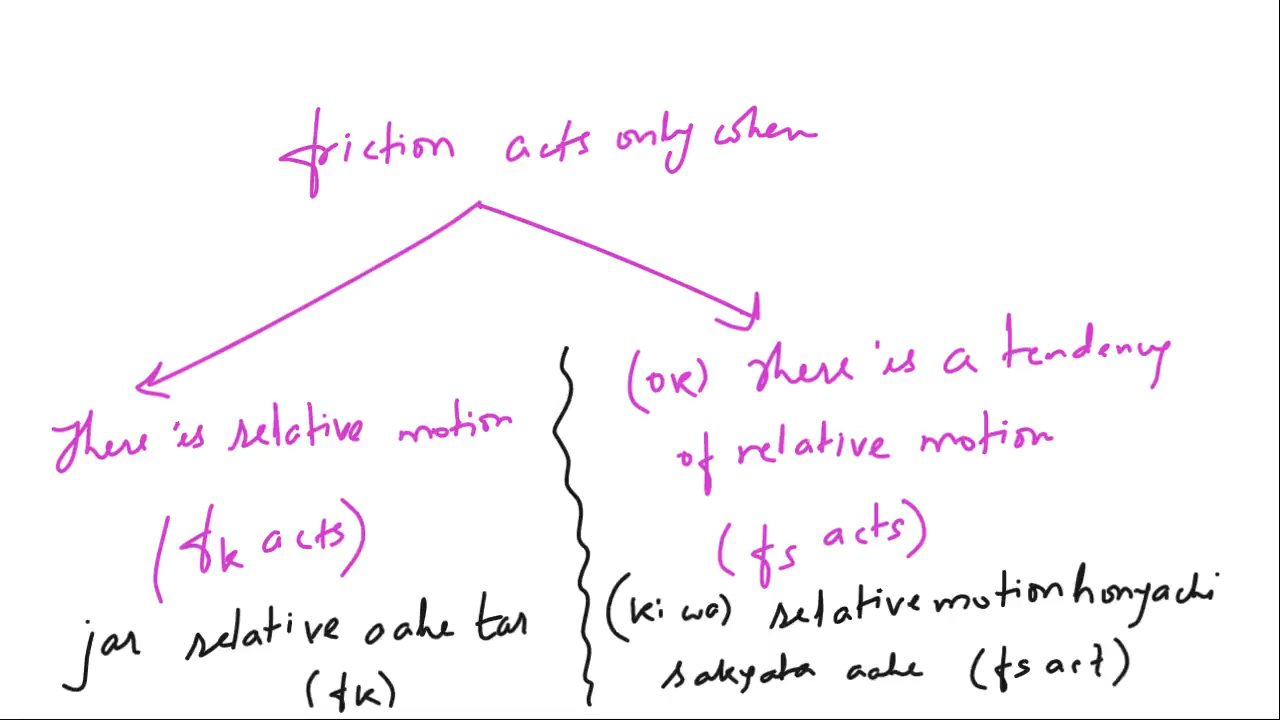 friction acts only when
There is relative motion
(fk acts)
jar relative aahe tar
(fk)
(OR) There is a tendency
of relative motion
(fs acts)
(ki wa) relative motion honyachi
sakyata aahe (fs act)